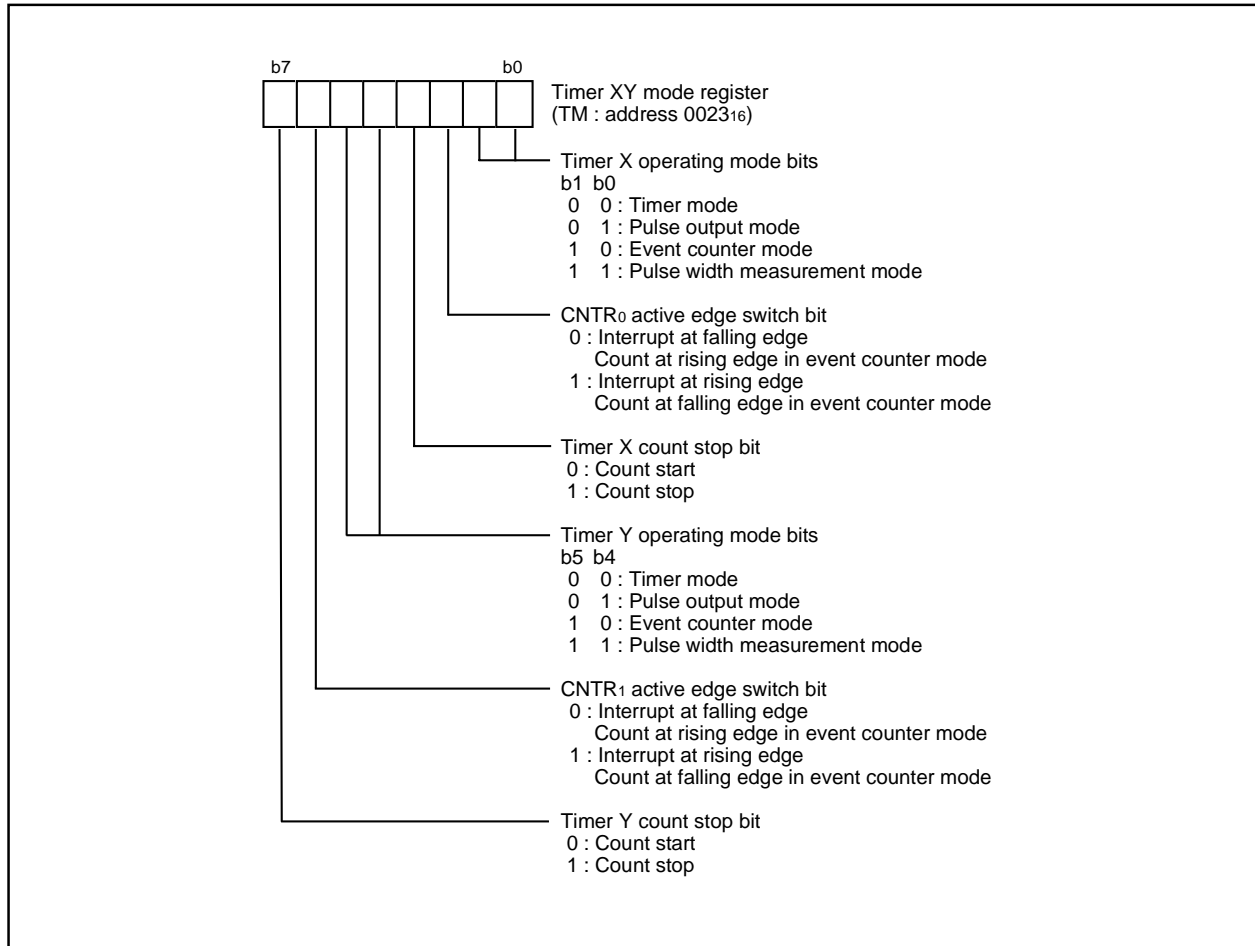 b7 b0
Timer XY mode register
(TM : address 0023₁₆)
Timer X operating mode bits
b1 b0
0 0 : Timer mode
0 1 : Pulse output mode
1 0 : Event counter mode
1 1 : Pulse width measurement mode
CNTR₀ active edge switch bit
0 : Interrupt at falling edge
Count at rising edge in event counter mode
1 : Interrupt at rising edge
Count at falling edge in event counter mode
Timer X count stop bit
0 : Count start
1 : Count stop
Timer Y operating mode bits
b5 b4
0 0 : Timer mode
0 1 : Pulse output mode
1 0 : Event counter mode
1 1 : Pulse width measurement mode
CNTR₁ active edge switch bit
0 : Interrupt at falling edge
Count at rising edge in event counter mode
1 : Interrupt at rising edge
Count at falling edge in event counter mode
Timer Y count stop bit
0 : Count start
1 : Count stop